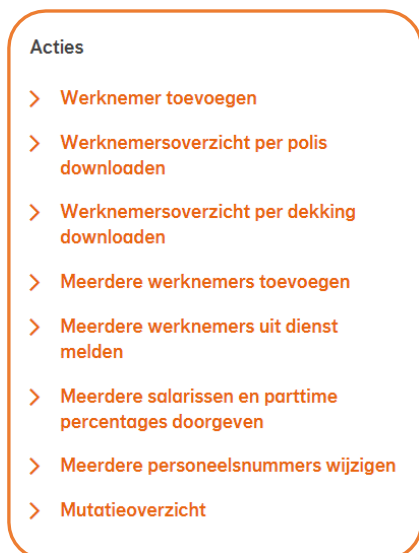 Acties
Werknemer toevoegen
Werknemersoverzicht per polis
downloaden
Werknemersoverzicht per dekking
downloaden
Meerdere werknemers toevoegen
Meerdere werknemers uit dienst
melden
Meerdere salarissen en parttime
percentages doorgeven
Meerdere personeelsnummers wijzigen
Mutatieoverzicht